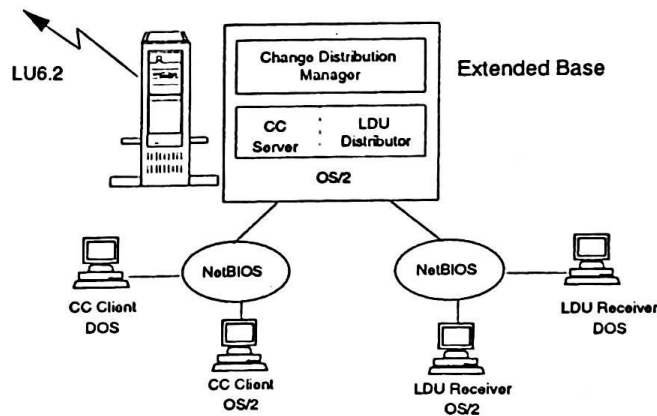 LU6.2
Change Distribution
Manager
Extended Base
CC
Server
LDU
Distributor
OS/2
NetBIOS
NetBIOS
CC Client
DOS
LDU Receiver
DOS
CC Client
OS/2
LDU Receiver
OS/2